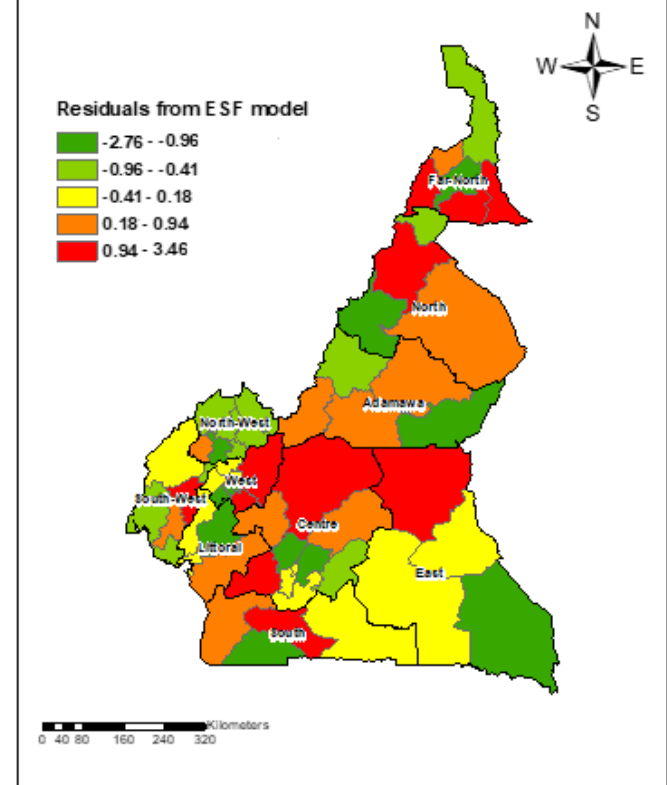 N
W E
S
Residuals from ESF model
-2.76 - -0.96
-0.96 - -0.41
-0.41 - 0.18
0.18 - 0.94
0.94 - 3.46
Far-North
North
Adamawa
North-West
West
South-West
Centre
Littoral
East
South
Kilometers
0 40 80 160 240 320